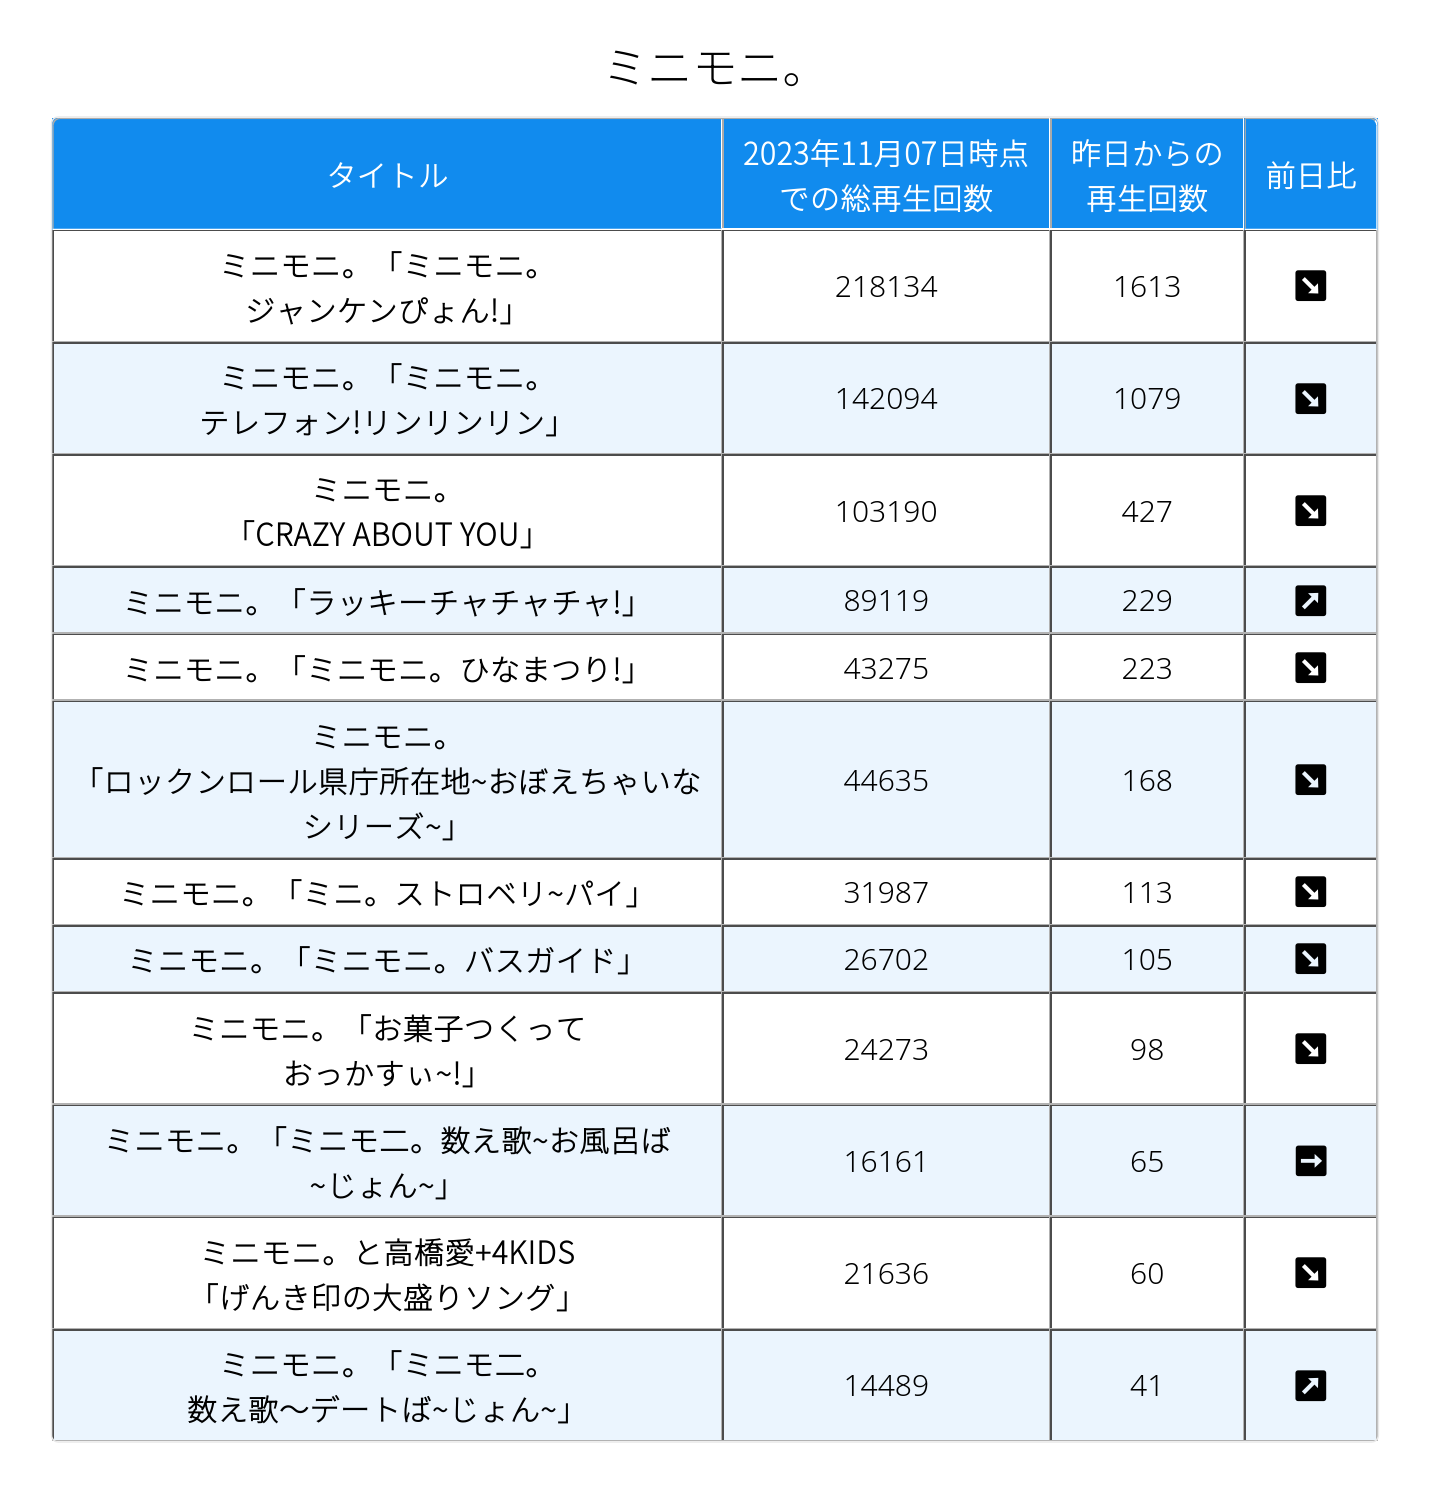 ミニモニ。
タイトル
2023年11月07日時点
での総再生回数
昨日からの
再生回数
前日比
ミニモニ。「ミニモニ。
ジャンケンぴょん!」
218134
1613
ミニモニ。「ミニモニ。
テレフォン!リンリンリン」
142094
1079
ミニモニ。
「CRAZY ABOUT YOU」
103190
427
ミニモニ。「ラッキーチャチャチャ!」
89119
229
ミニモニ。「ミニモニ。ひなまつり!」
43275
223
ミニモニ。
「ロックンロール県庁所在地~おぼえちゃいな
シリーズ~」
44635
168
ミニモニ。「ミニ。ストロベリ~パイ」
31987
113
ミニモニ。「ミニモニ。バスガイド」
26702
105
ミニモニ。「お菓子つくって
おっかすぃ~!」
24273
98
ミニモニ。「ミニモ二。数え歌~お風呂ば
~じょん~」
16161
65
ミニモニ。と高橋愛+4KIDS
「げんき印の大盛りソング」
21636
60
ミニモニ。「ミニモ二。
数え歌〜デートば~じょん~」
14489
41